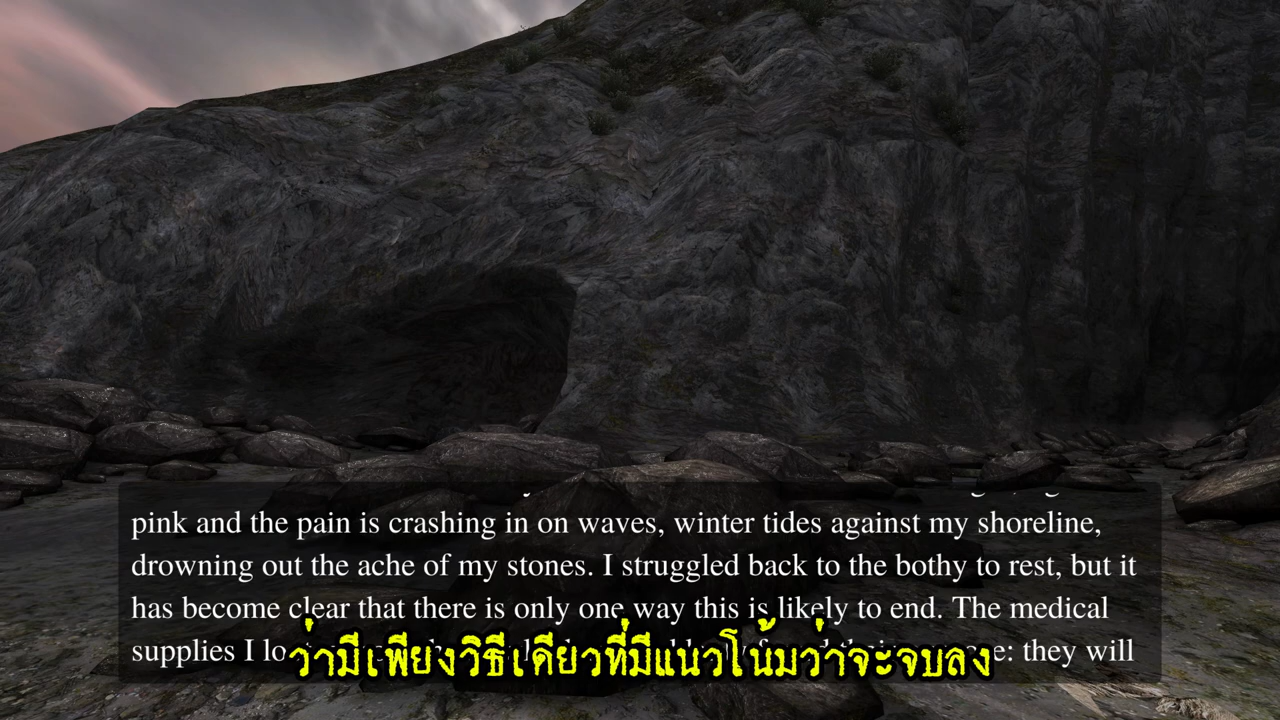 pink and the pain is crashing in on waves, winter tides against my shoreline,
drowning out the ache of my stones. I struggled back to the bothy to rest, but it
has become clear that there is only one way this is likely to end. The medical
supplies I : they will
ว่ามีเพียงวิธีเดียวที่มีแนวโน้มว่าจะจบลง